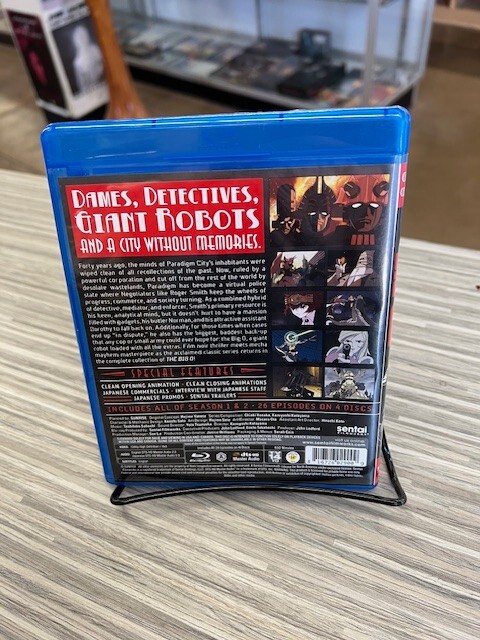 DAMES, DETECTIVES,
GIANT ROBOTS
AND A CITY WITHOUT MEMORIES.
Forty years ago, the minds of Paradigm City's inhabitants were
wiped clean of all recollections of the past. Now, ruled by a
powerful corporation and cut off from the rest of the world by
desolate wastelands, Paradigm has become a virtual police
state where Negotiators like Roger Smith keep the wheels of
progress, commerce, and society turning. As a combined hybrid
of detective, mediator, and enforcer, Smith's primary resource is
his keen, analytical mind, but it doesn't hurt to have a mansion
filled with gadgets, his butler Norman, and his attractive assistant
Dorothy to fall back on. Additionally, for those times when cases
end up "in dispute," he also has the biggest, baddest back-up
that any cop or small army could ever hope for: the Big O, a giant
robot loaded with all the extras. Film noir thriller meets mecha
mayhem masterpiece as the acclaimed classic series returns in
the complete collection of THE BIG O!
SPECIAL FEATURES
CLEAN OPENING ANIMATION · CLEAN CLOSING ANIMATIONS
JAPANESE COMMERCIALS · INTERVIEW WITH JAPANESE STAFF
JAPANESE PROMOS · SENTAI TRAILERS
INCLUDES ALL OF SEASON 1 & 2 · 26 EPISODES ON 4 DISCS
sentai
dts-HD
Master Audio